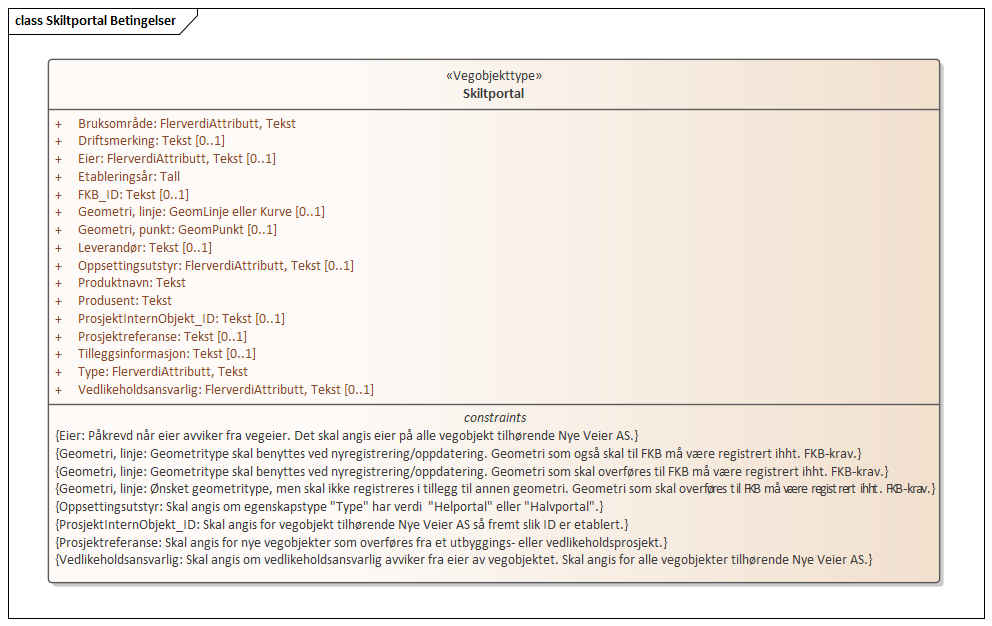 class Skiltportal Betingelser
«Vegobjekttype»
Skiltportal
+ Bruksområde: FlerverdiAttributt, Tekst
+ Driftsmerking: Tekst [0..1]
+ Eier: FlerverdiAttributt, Tekst [0..1]
+ Etableringsår: Tall
+ FKB_ID: Tekst [0..1]
+ Geometri, linje: GeomLinje eller Kurve [0..1]
+ Geometri, punkt: GeomPunkt [0..1]
+ Leverandør: Tekst [0..1]
+ Oppsettingsutstyr: FlerverdiAttributt, Tekst [0..1]
+ Produktnavn: Tekst
+ Produsent: Tekst
+ ProsjektInternObjekt_ID: Tekst [0..1]
+ Prosjektreferanse: Tekst [0..1]
+ Tilleggsinformasjon: Tekst [0..1]
+ Type: FlerverdiAttributt, Tekst
+ Vedlikeholdsansvarlig: FlerverdiAttributt, Tekst [0..1]
constraints
{Eier: Påkrevd når eier avviker fra vegeier. Det skal angis eier på alle vegobjekt tilhørende Nye Veier AS.}
{Geometri, linje: Geometritype skal benyttes ved nyregistrering/oppdatering. Geometri som også skal til FKB må være registrert ihht. FKB-krav.}
{Geometri, linje: Geometritype skal benyttes ved nyregistrering/oppdatering. Geometri som skal overføres til FKB må være registrert ihht. FKB-krav.}
{Geometri, linje: Ønsket geometritype, men skal ikke registreres i tillegg til annen geometri. Geometri som skal overføres til FKB må være registrert ihht. FKB-krav.}
{Oppsettingsutstyr: Skal angis om egenskapstype "Type" har verdi  "Helportal" eller "Halvportal".}
{ProsjektInternObjekt_ID: Skal angis for vegobjekt tilhørende Nye Veier AS så fremt slik ID er etablert.}
{Prosjektreferanse: Skal angis for nye vegobjekter som overføres fra et utbyggings- eller vedlikeholdsprosjekt.}
{Vedlikeholdsansvarlig: Skal angis om vedlikeholdsansvarlig avviker fra eier av vegobjektet. Skal angis for alle vegobjekter tilhørende Nye Veier AS.}